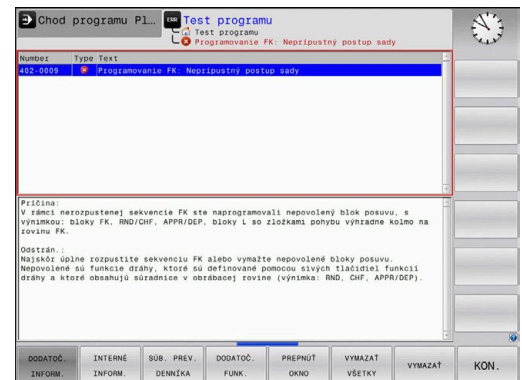 Chod programu Pl...
ERR Test programu
Test programu
Programovanie FK: Neprípustný postup sady
Number Type Text
402-0009 Programovanie FK: Neprípustný postup sady
Príčina:
V rámci nerozpustenej sekvencie FK ste naprogramovali nepovolený blok posuvu, s
výnimkou: bloky FK, RND/CHF, APPR/DEP, bloky L so zložkami pohybu výhradne kolmo na
rovinu FK.
Odstrán.:
Najskôr úplne rozpustite sekvenciu FK alebo vymažte nepovolené bloky posuvu.
Nepovolené sú funkcie dráhy, ktoré sú definované pomocou sivých tlačidiel funkcií
dráhy a ktoré obsahujú súradnice v obrábacej rovine (výnimka: RND, CHF, APPR/DEP).
DODATOČ. INFORM.
INTERNÉ INFORM.
SÚB. PREV. DENNÍKA
DODATOČ. FUNK.
PREPNÚŤ OKNO
VYMAZAŤ VŠETKY
VYMAZAŤ
KON.